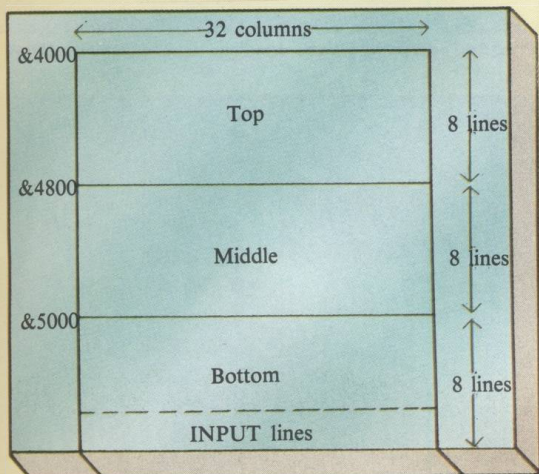 32 columns
&4000
Top
8 lines
&4800
Middle
8 lines
&5000
Bottom
8 lines
INPUT lines